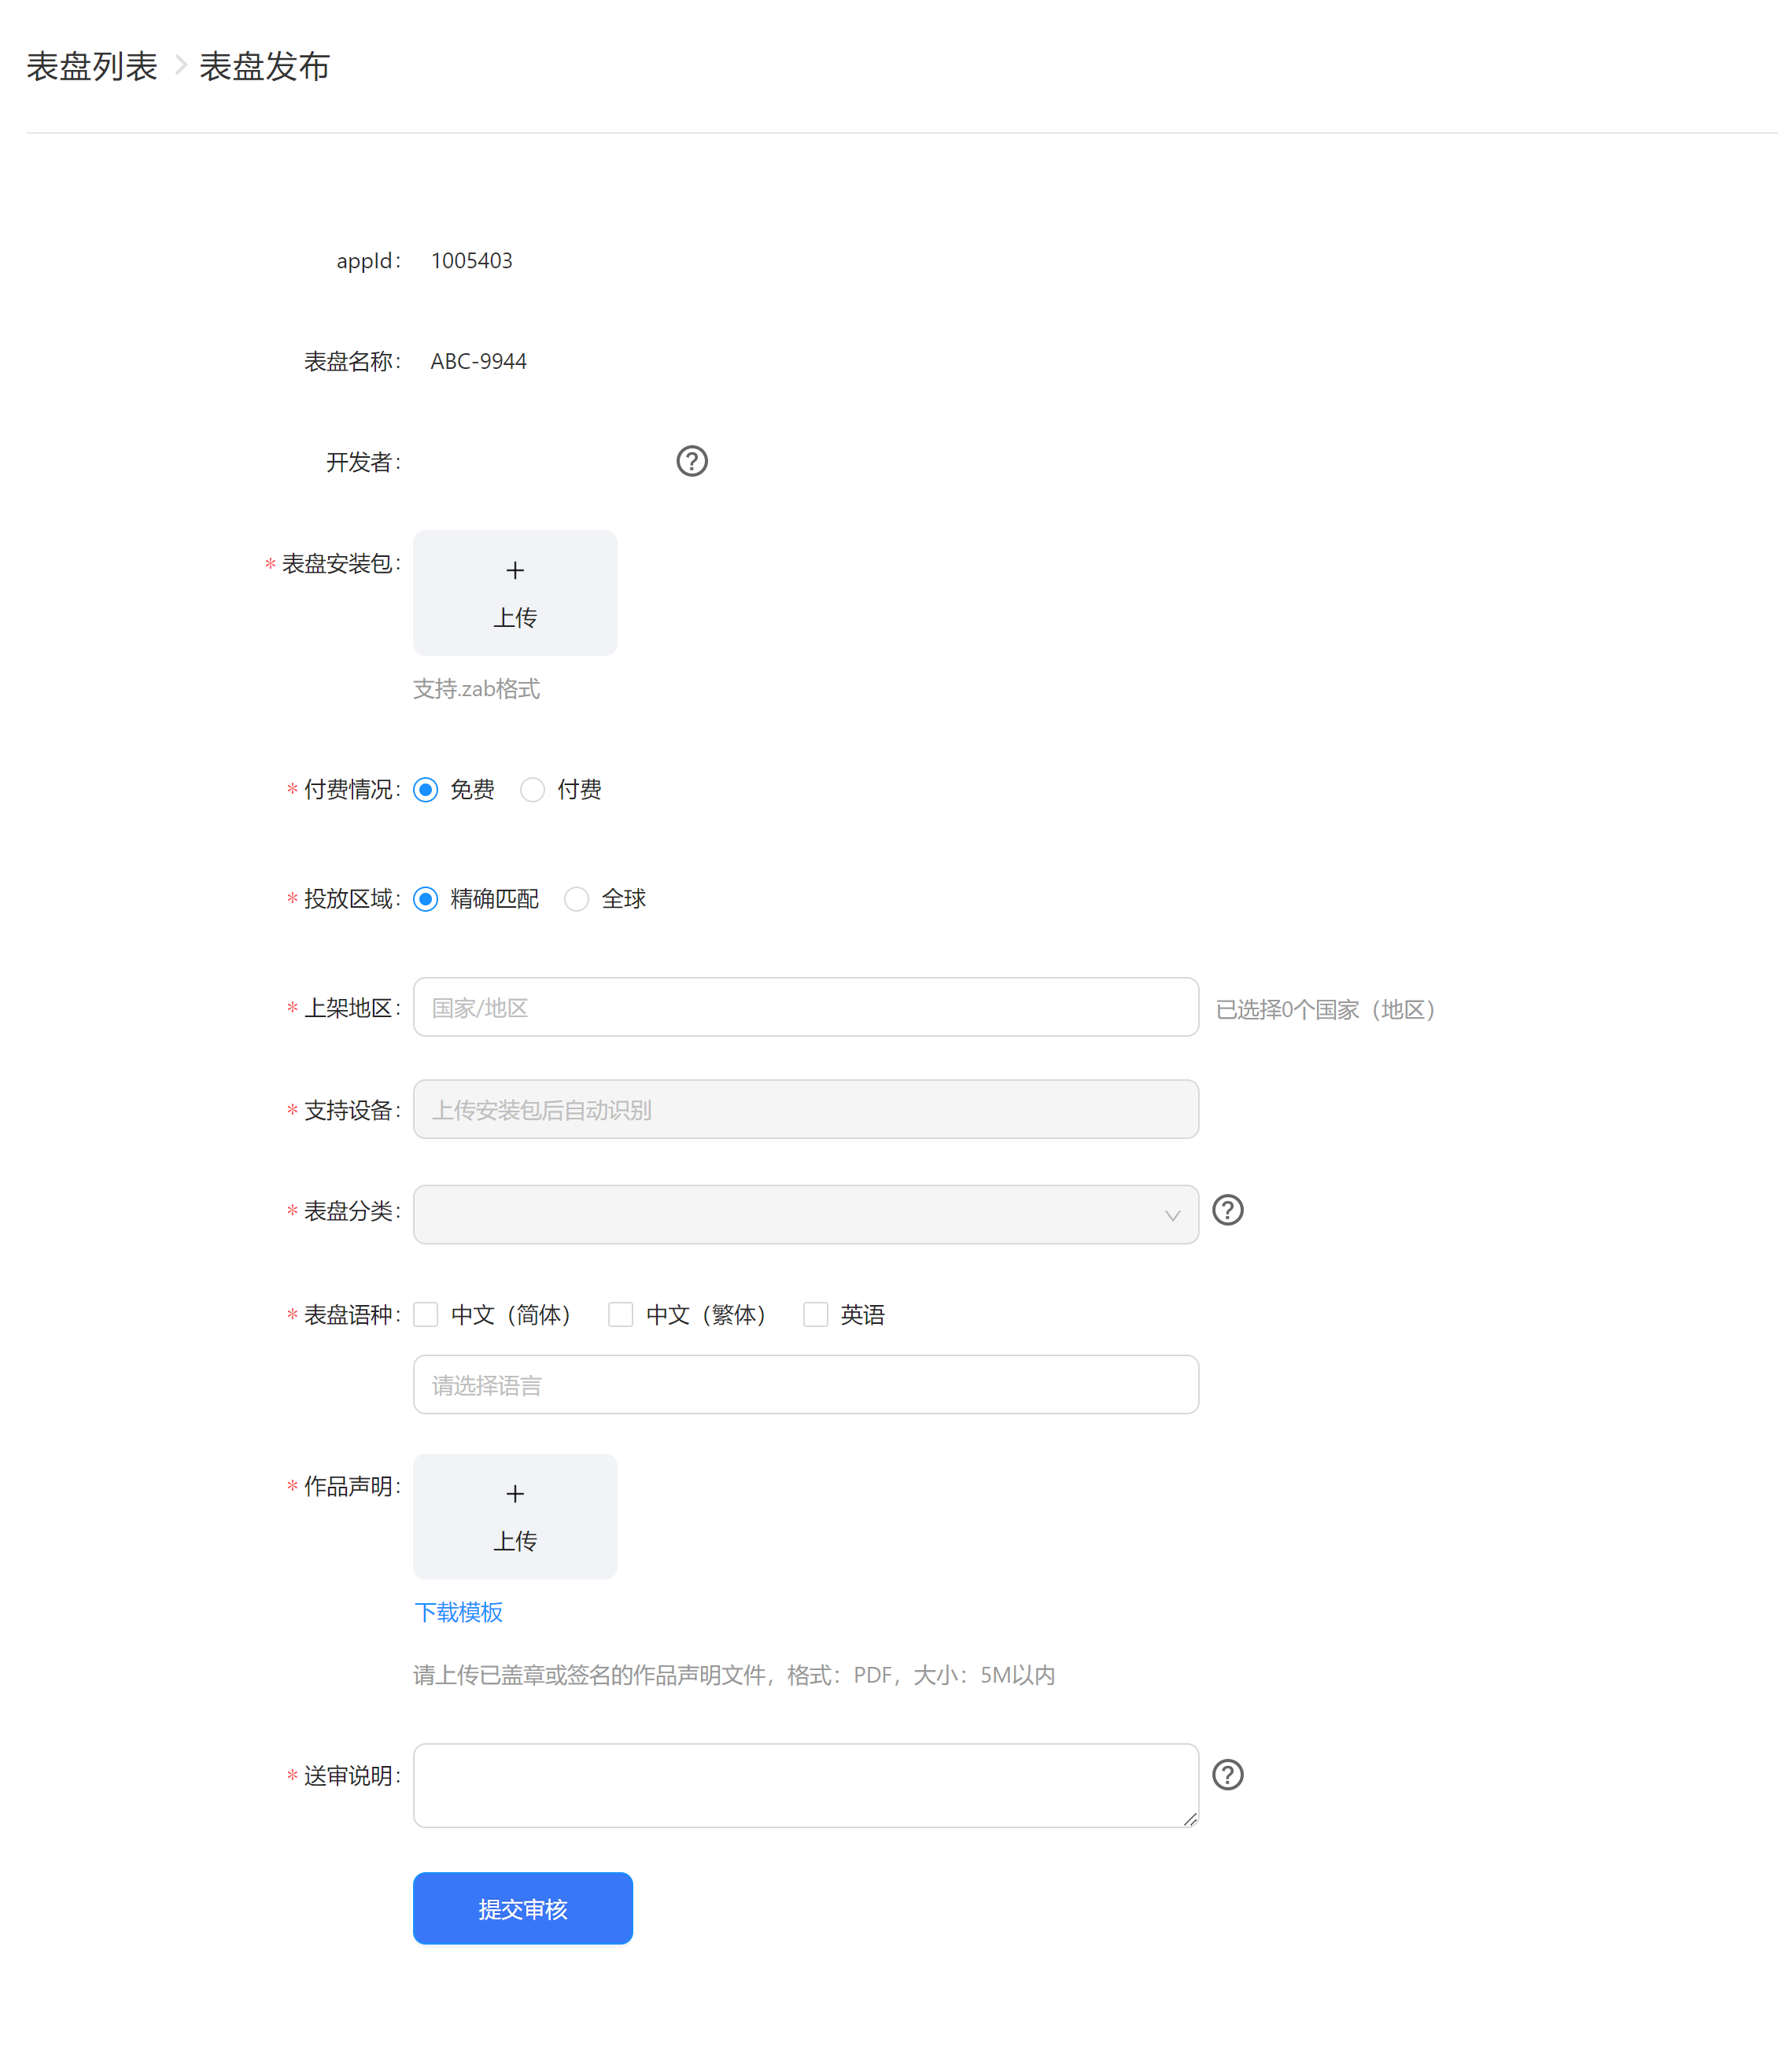 表盘列表 > 表盘发布
appId: 1005403
表盘名称: ABC-9944
开发者:
* 表盘安装包:
上传
支持.zab格式
* 付费情况: 免费 付费
* 投放区域: 精确匹配 全球
* 上架地区: 国家/地区 已选择0个国家（地区）
* 支持设备: 上传安装包后自动识别
* 表盘分类:
* 表盘语种: 中文（简体） 中文（繁体） 英语
请选择语言
* 作品声明:
上传
下载模板
请上传已盖章或签名的作品声明文件，格式：PDF，大小：5M以内
* 送审说明:
提交审核